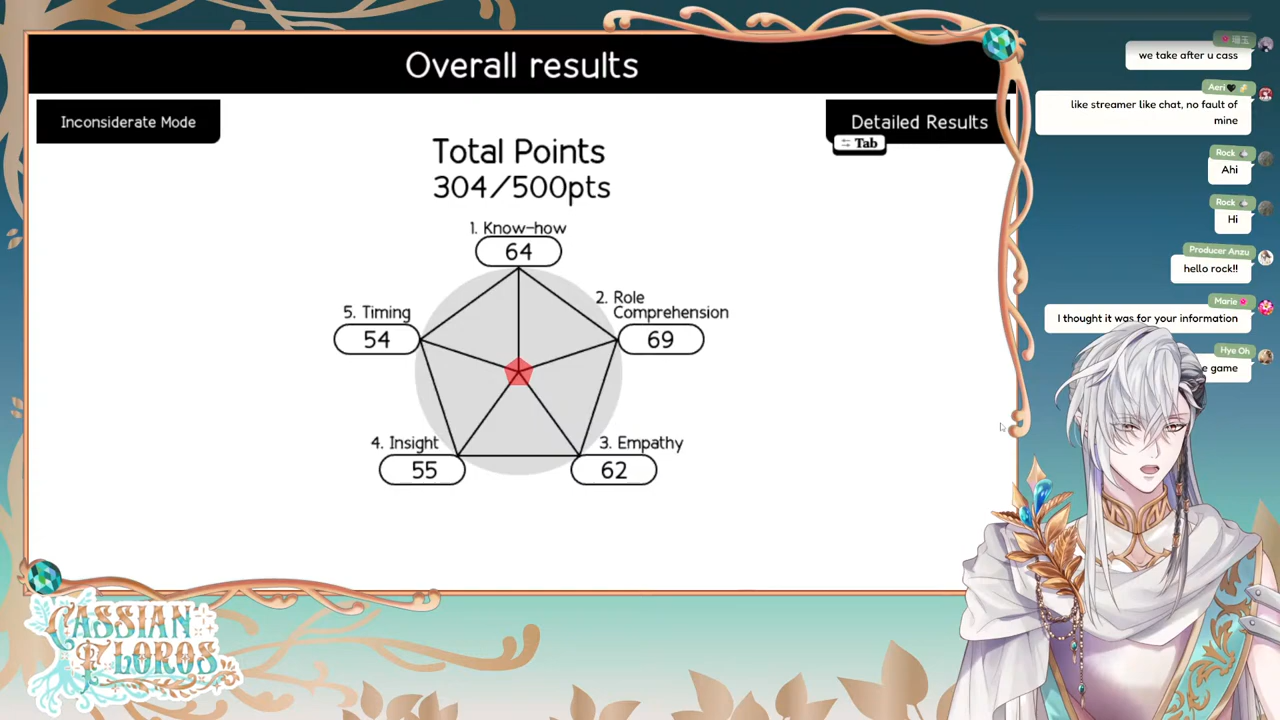 Overall results
Inconsiderate Mode
Detailed Results
Tab
Total Points
304/500pts
1. Know-how
64
2. Role
Comprehension
69
3. Empathy
62
4. Insight
55
5. Timing
54
we take after u cass
Aeri
like streamer like chat, no fault of
mine
Rock
Ahi
Rock
Hi
Producer Anzu
hello rock!!
Marie
I thought it was for your information
Hye Oh
e game
CASSIAN
FLOROS